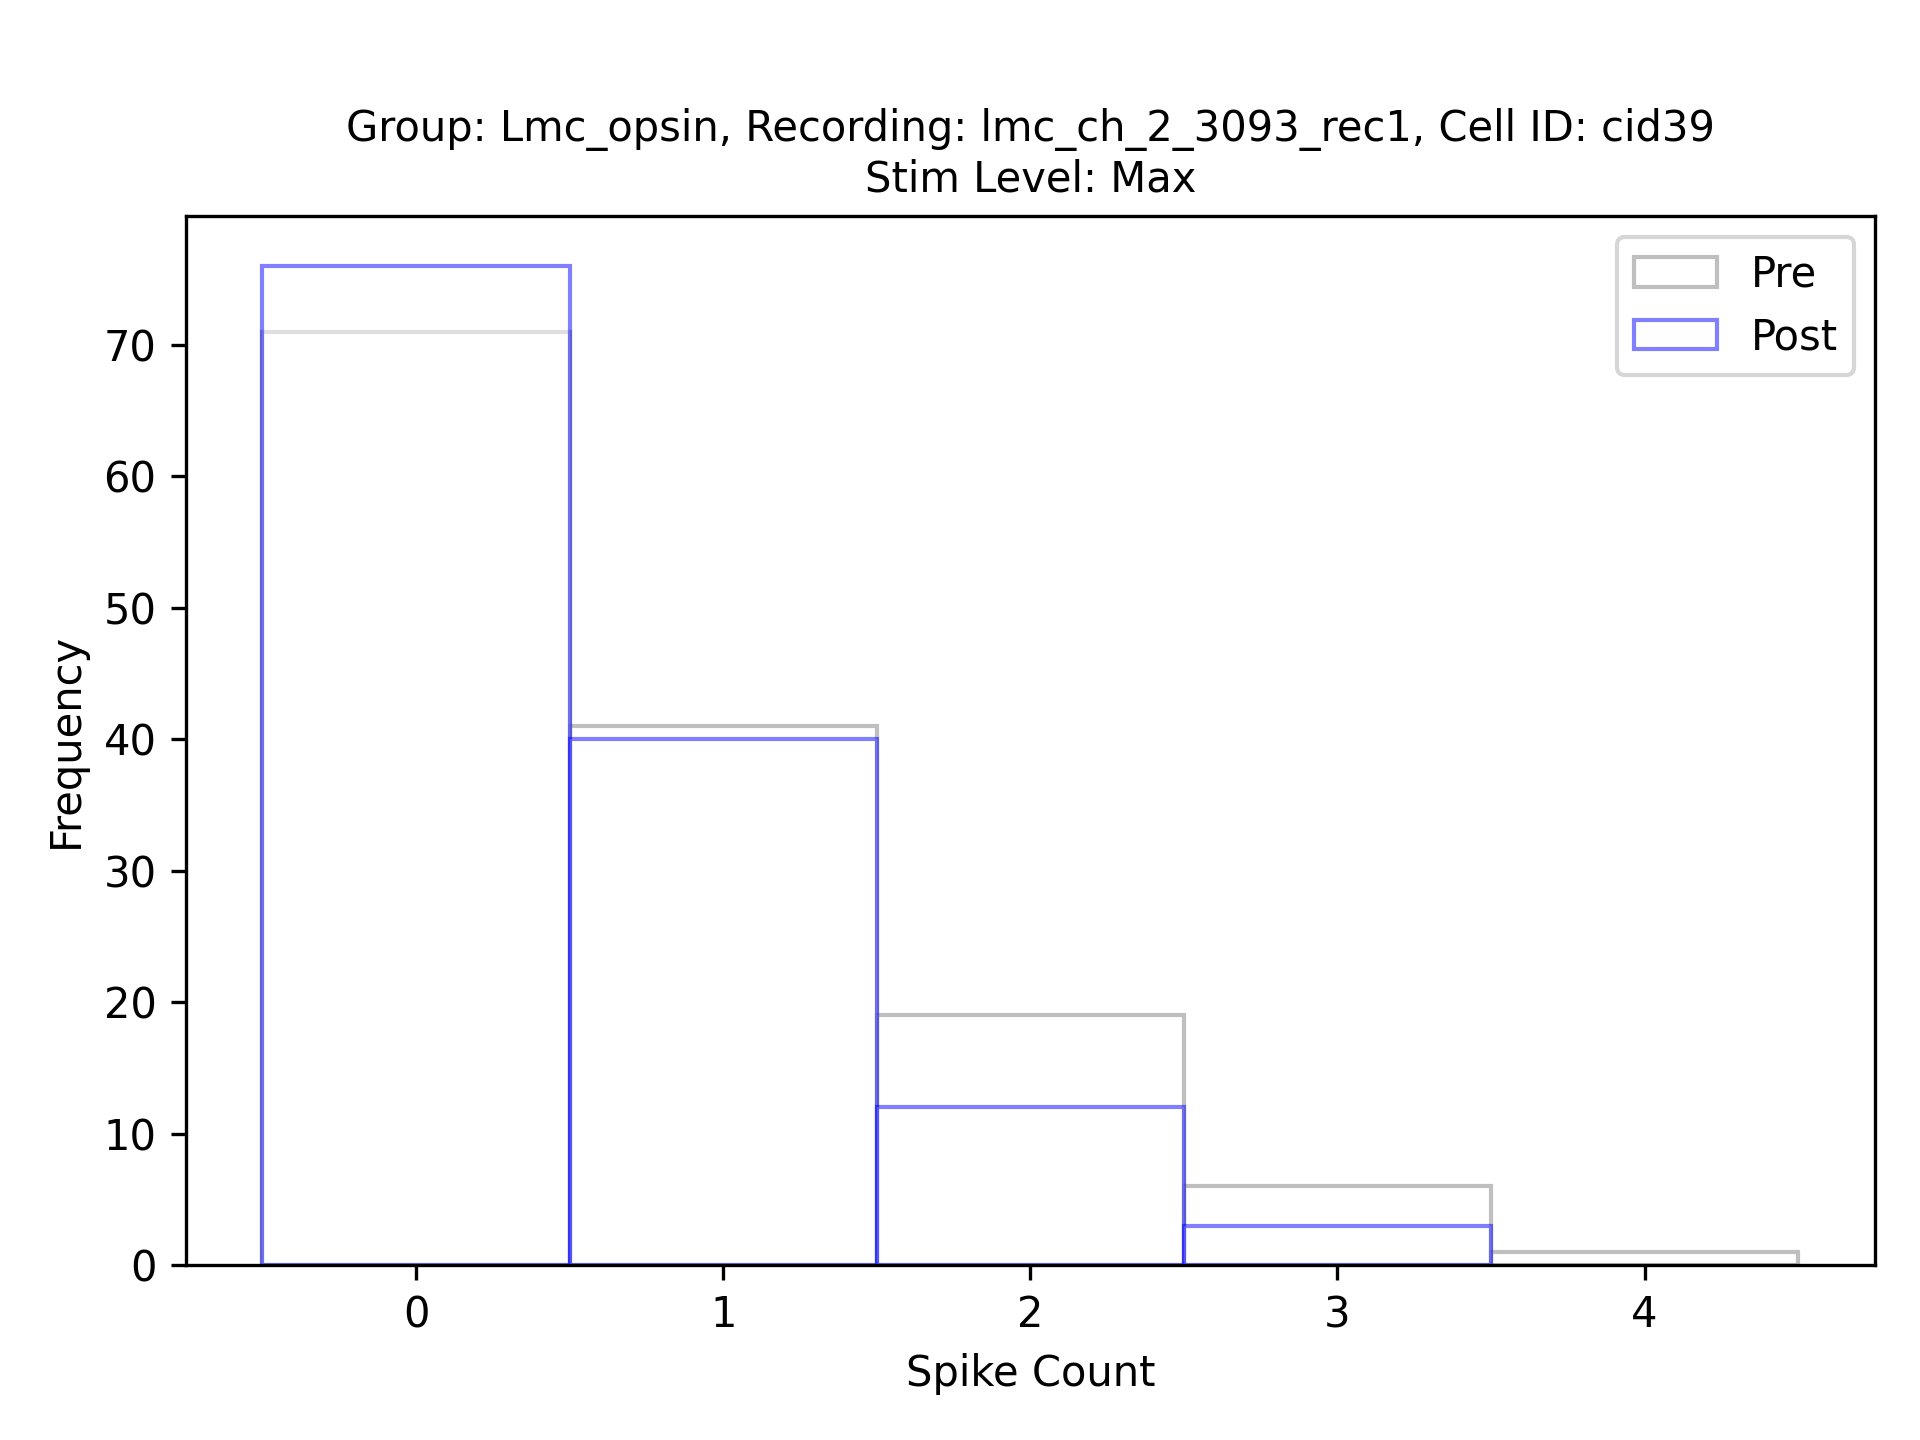 Group: Lmc_opsin, Recording: lmc_ch_2_3093_rec1, Cell ID: cid39
Stim Level: Max
Pre
Post
70
60
50
40
30
20
10
0
Frequency
0 1 2 3 4
Spike Count